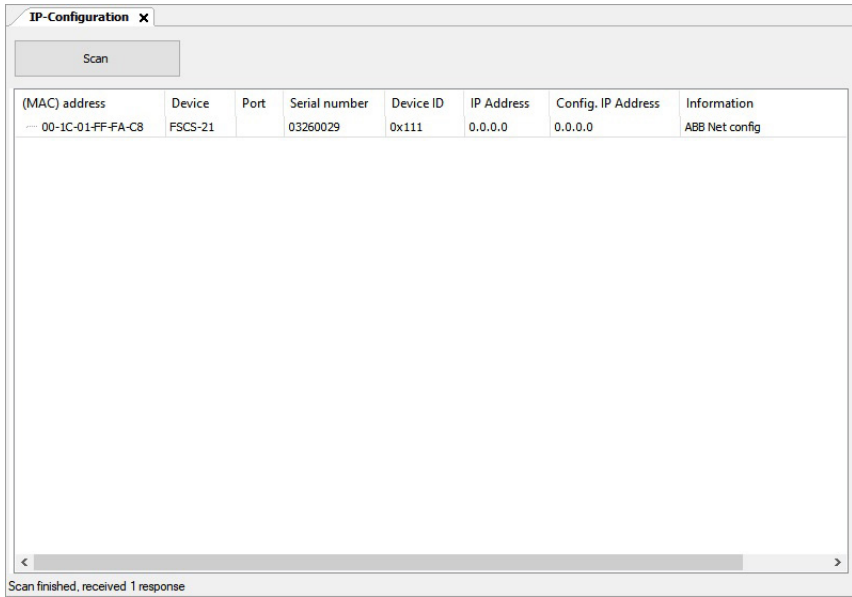 IP-Configuration x
Scan
(MAC) address Device Port Serial number Device ID IP Address Config. IP Address Information
00-1C-01-FF-FA-C8 FSCS-21 03260029 0x111 0.0.0.0 0.0.0.0 ABB Net config
Scan finished, received 1 response